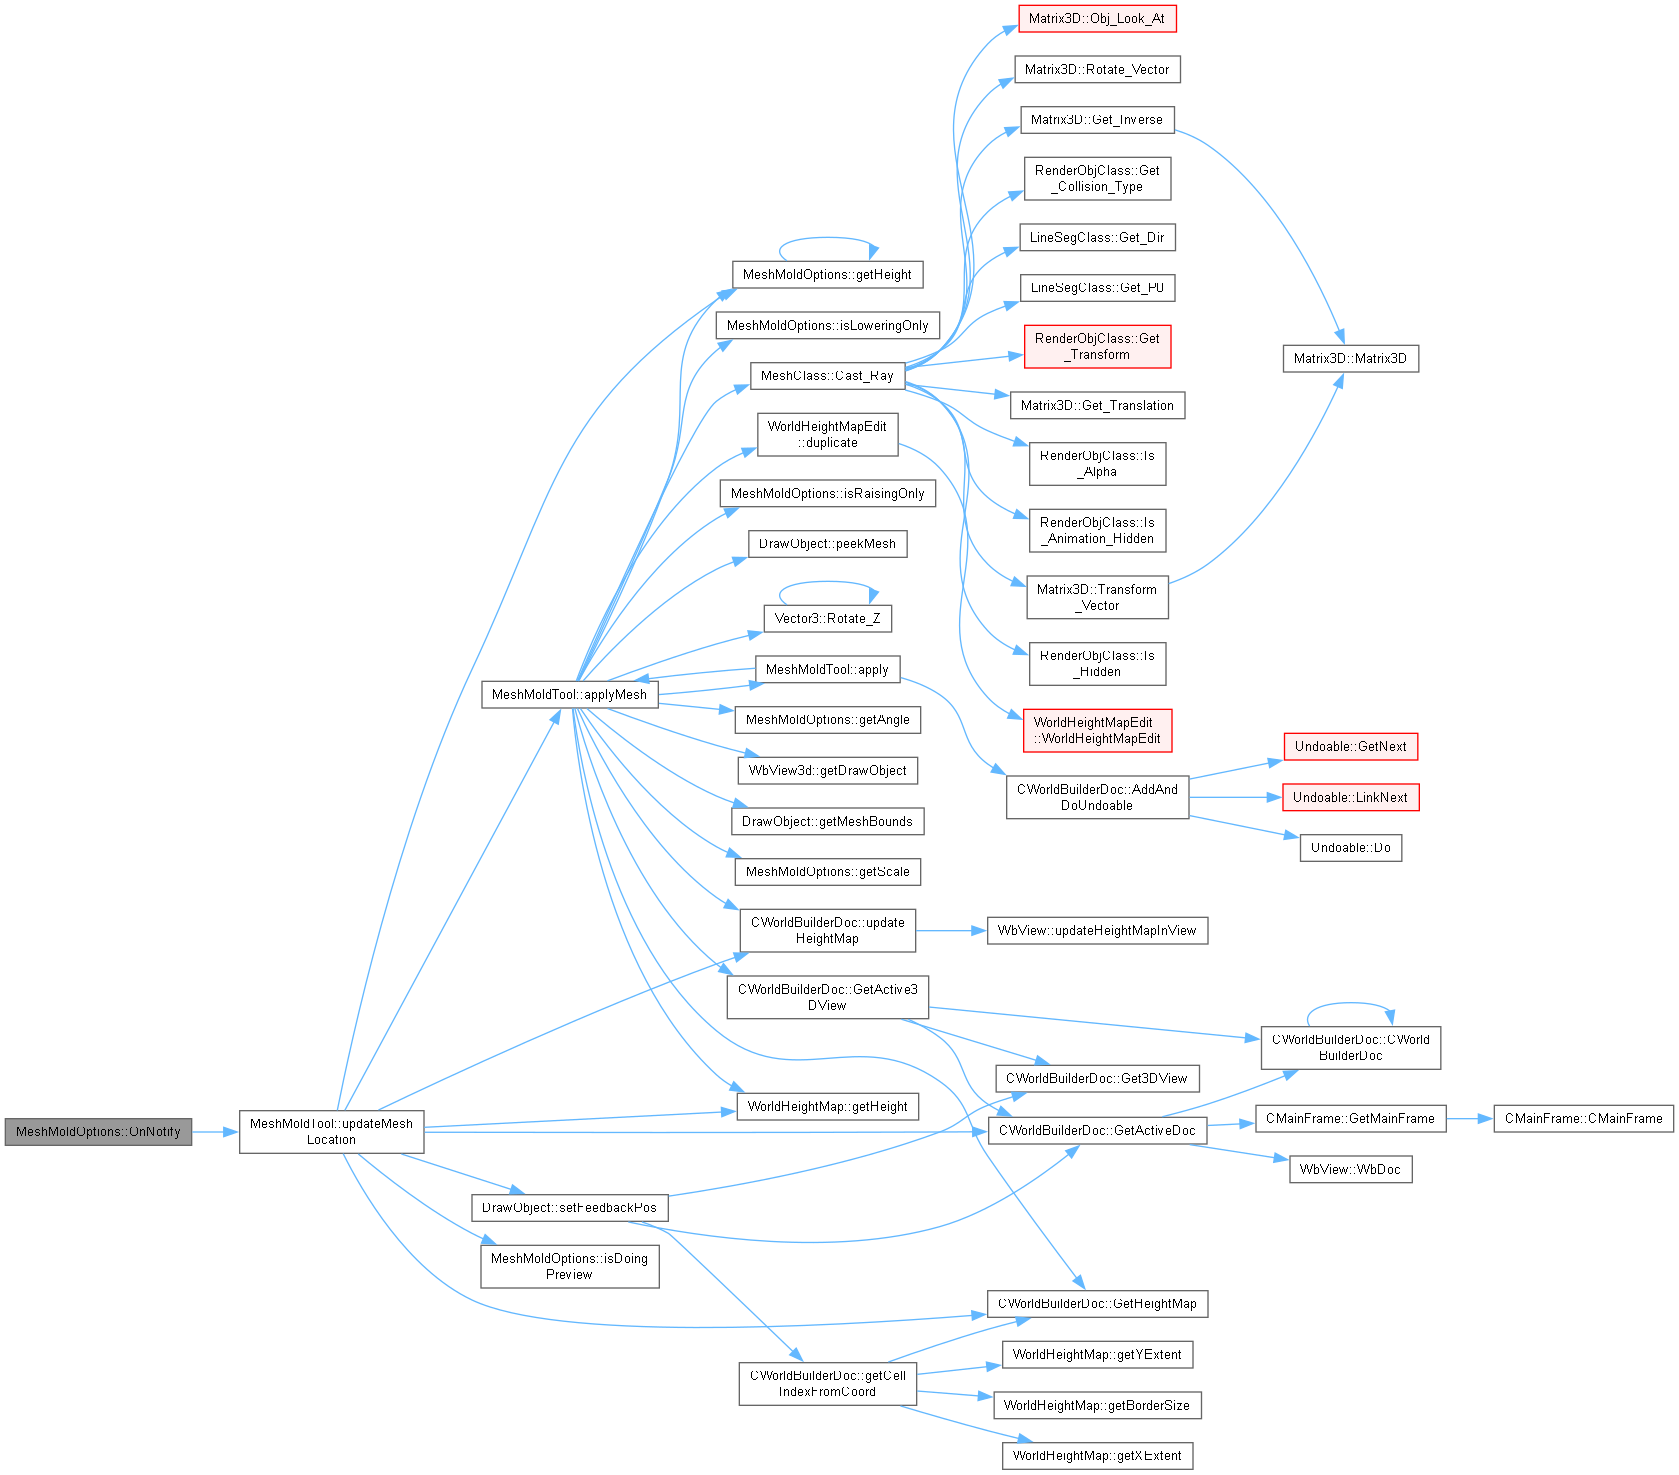 MeshMoldOptions::OnNotify
MeshMoldTool::updateMesh
Location
MeshMoldTool::applyMesh
DrawObject::setFeedbackPos
MeshMoldOptions::isDoing
Preview
MeshMoldOptions::getHeight
MeshMoldOptions::isLoweringOnly
MeshClass::Cast_Ray
WorldHeightMapEdit
::duplicate
MeshMoldOptions::isRaisingOnly
DrawObject::peekMesh
Vector3::Rotate_Z
MeshMoldTool::apply
MeshMoldOptions::getAngle
WbView3d::getDrawObject
DrawObject::getMeshBounds
MeshMoldOptions::getScale
CWorldBuilderDoc::update
HeightMap
CWorldBuilderDoc::GetActive3
DView
WorldHeightMap::getHeight
CWorldBuilderDoc::getCell
IndexFromCoord
Matrix3D::Obj_Look_At
Matrix3D::Rotate_Vector
Matrix3D::Get_Inverse
RenderObjClass::Get
_Collision_Type
LineSegClass::Get_Dir
LineSegClass::Get_P0
RenderObjClass::Get
_Transform
Matrix3D::Get_Translation
RenderObjClass::Is
_Alpha
RenderObjClass::Is
_Animation_Hidden
Matrix3D::Transform
_Vector
RenderObjClass::Is
_Hidden
WorldHeightMapEdit
::WorldHeightMapEdit
CWorldBuilderDoc::AddAnd
DoUndoable
WbView::updateHeightMapInView
CWorldBuilderDoc::Get3DView
CWorldBuilderDoc::GetActiveDoc
CWorldBuilderDoc::GetHeightMap
WorldHeightMap::getYExtent
WorldHeightMap::getBorderSize
WorldHeightMap::getXExtent
Matrix3D::Matrix3D
Undoable::GetNext
Undoable::LinkNext
Undoable::Do
CWorldBuilderDoc::CWorld
BuilderDoc
CMainFrame::GetMainFrame
WbView::WbDoc
CMainFrame::CMainFrame